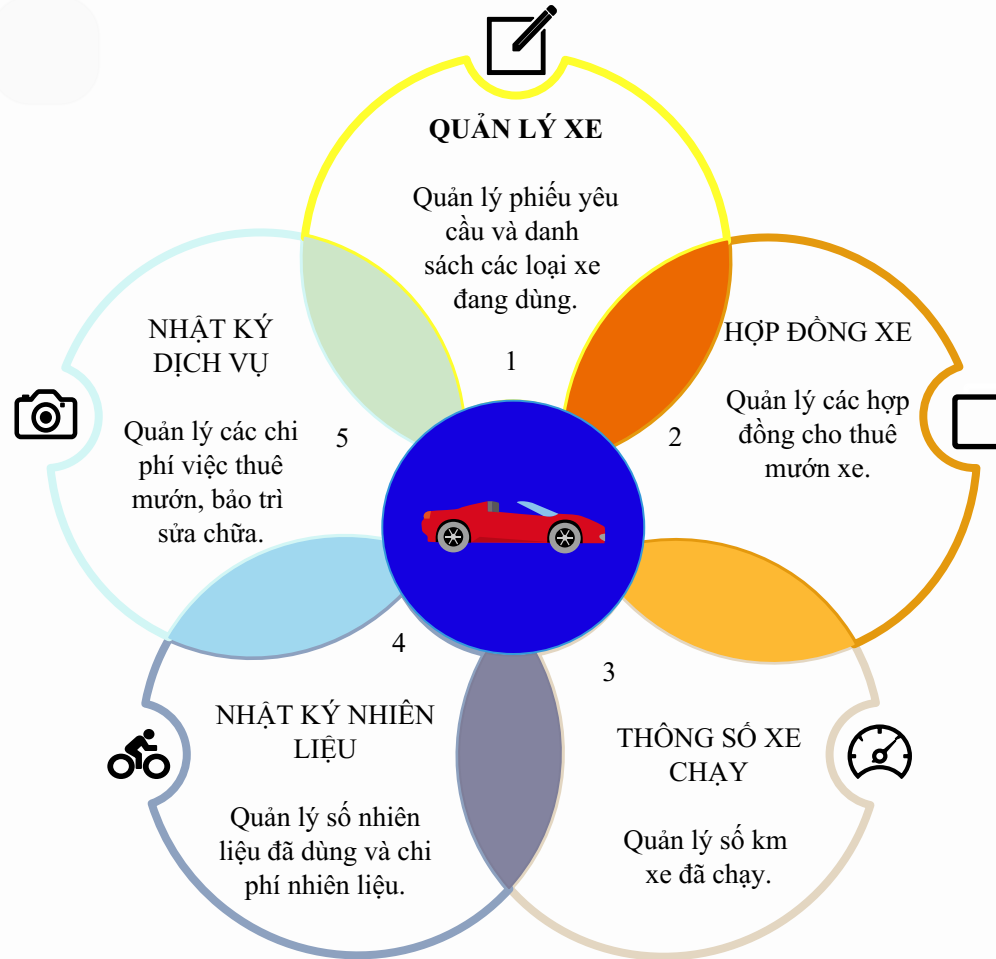 QUẢN LÝ XE
Quản lý phiếu yêu
cầu và danh
sách các loại xe
đang dùng.
1
HỢP ĐỒNG XE
Quản lý các hợp
đồng cho thuê
mướn xe.
2
THÔNG SỐ XE
CHẠY
Quản lý số km
xe đã chạy.
3
NHẬT KÝ NHIÊN
LIỆU
Quản lý số nhiên
liệu đã dùng và chi
phí nhiên liệu.
4
NHẬT KÝ
DỊCH VỤ
Quản lý các chi
phí việc thuê
mướn, bảo trì
sửa chữa.
5